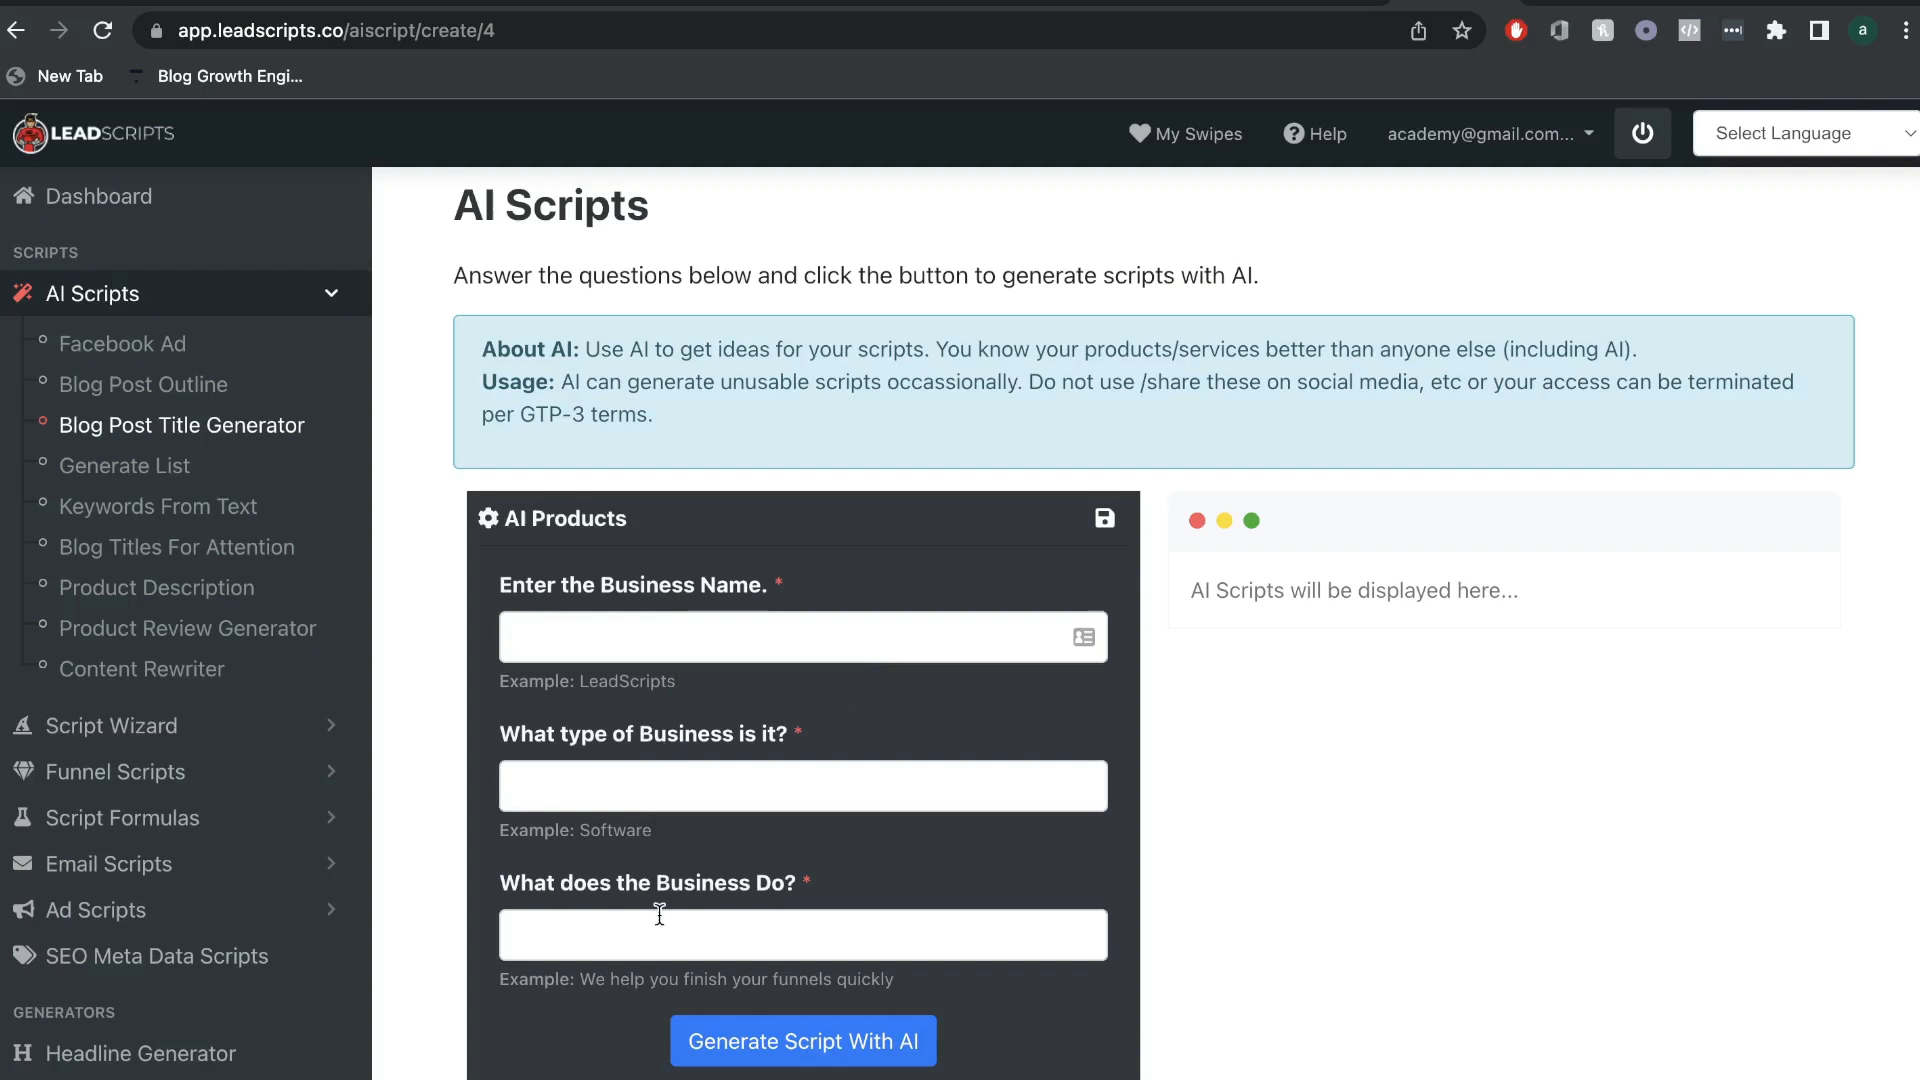 app.leadscripts.co/aiscript/create/4
a
New Tab
Blog Growth Engi...
LEADSCRIPTS
My Swipes
Help
academy@gmail.com...
Select Language
Dashboard
SCRIPTS
AI Scripts
Facebook Ad
Blog Post Outline
Blog Post Title Generator
Generate List
Keywords From Text
Blog Titles For Attention
Product Description
Product Review Generator
Content Rewriter
Script Wizard
Funnel Scripts
Script Formulas
Email Scripts
Ad Scripts
SEO Meta Data Scripts
GENERATORS
Headline Generator
AI Scripts
Answer the questions below and click the button to generate scripts with AI.
About AI: Use AI to get ideas for your scripts. You know your products/services better than anyone else (including AI).
Usage: AI can generate unusable scripts occassionally. Do not use /share these on social media, etc or your access can be terminated
per GTP-3 terms.
AI Products
Enter the Business Name. *
Example: LeadScripts
What type of Business is it? *
Example: Software
What does the Business Do? *
Example: We help you finish your funnels quickly
Generate Script With AI
AI Scripts will be displayed here...